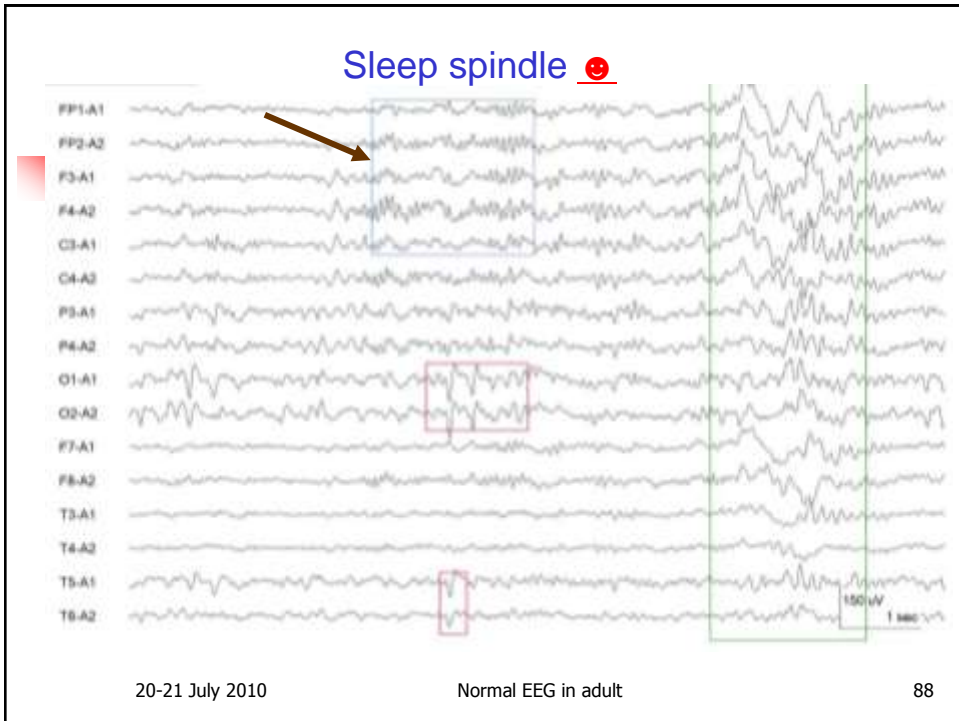 Sleep spindle ☻
FP1-A1
FP2-A2
F3-A1
F4-A2
C3-A1
C4-A2
P3-A1
P4-A2
O1-A1
O2-A2
F7-A1
F8-A2
T3-A1
T4-A2
T5-A1
T6-A2
150 uV
1 sec
20-21 July 2010 Normal EEG in adult 88